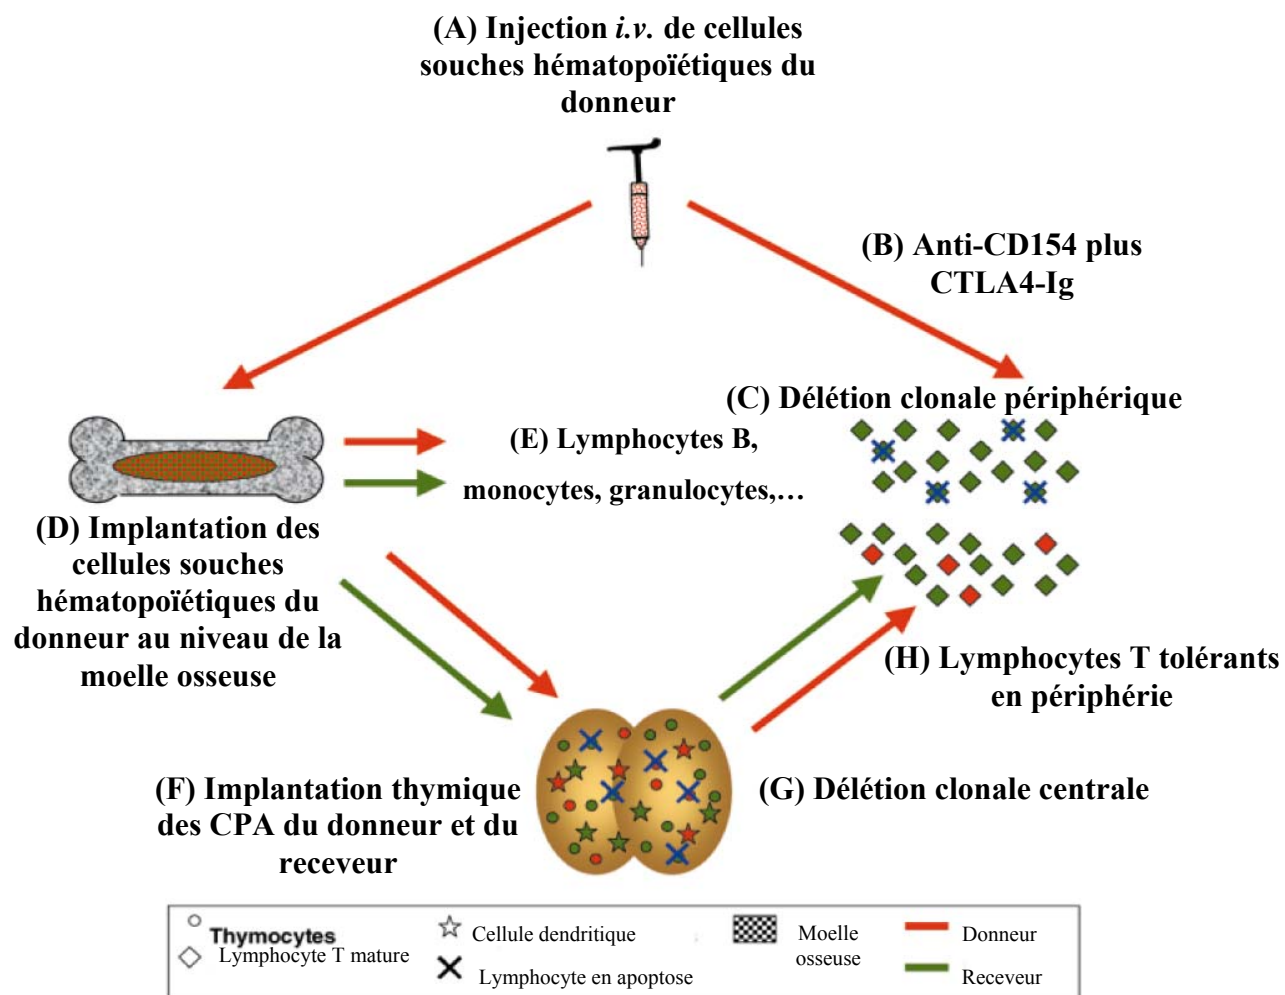 (A) Injection i.v. de cellules
souches hématopoïétiques du
donneur
(B) Anti-CD154 plus
CTLA4-Ig
(C) Délétion clonale périphérique
(E) Lymphocytes B,
monocytes, granulocytes,…
(D) Implantation des
cellules souches
hématopoïétiques du
donneur au niveau de la
moelle osseuse
(H) Lymphocytes T tolérants
en périphérie
(F) Implantation thymique
des CPA du donneur et du
receveur
(G) Délétion clonale centrale
Thymocytes
Lymphocyte T mature
Cellule dendritique
Lymphocyte en apoptose
Moelle
osseuse
Donneur
Receveur